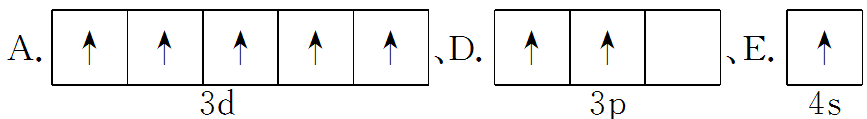 A. ↑ ↑ ↑ ↑ ↑ 、D. ↑ ↑ 、E. ↑
3d 3p 4s